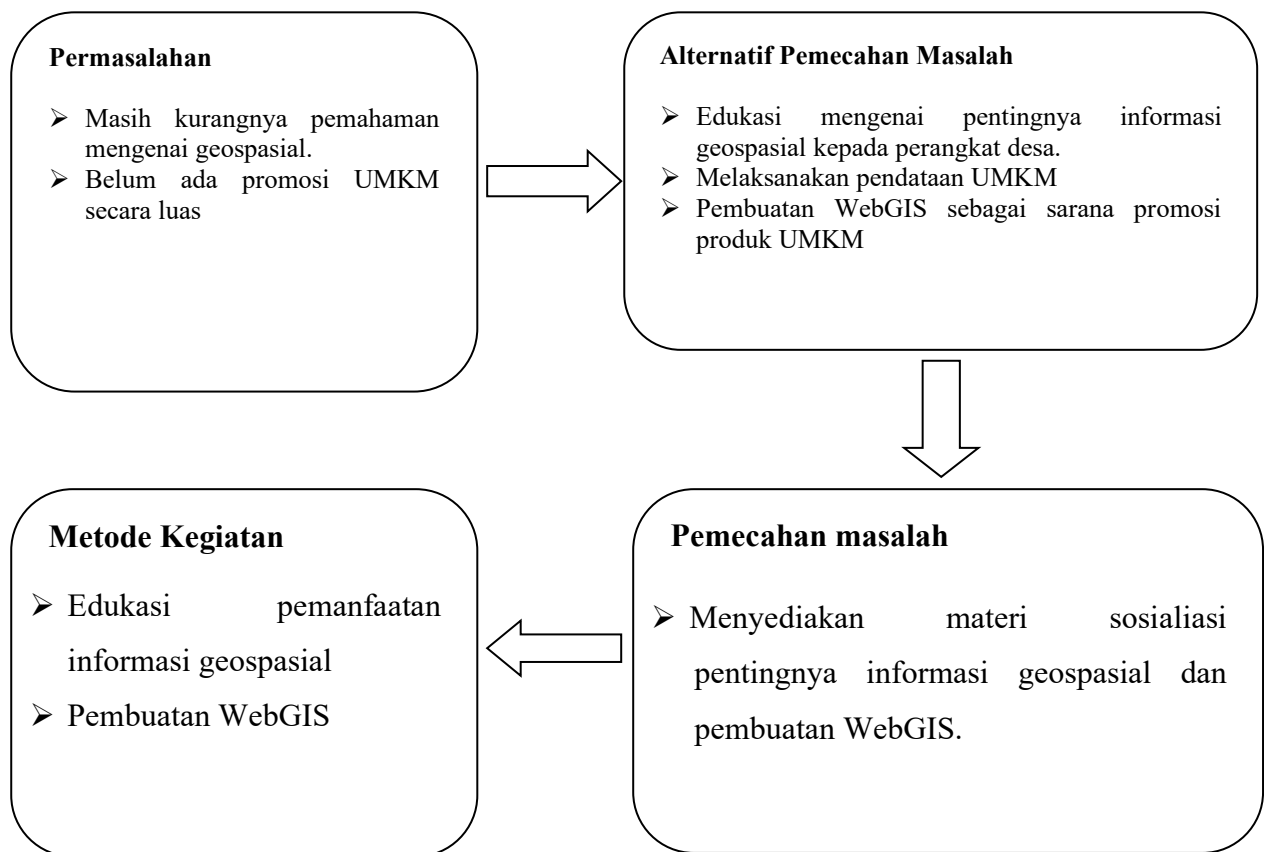 Permasalahan
➢ Masih kurangnya pemahaman
mengenai geospasial.
➢ Belum ada promosi UMKM
secara luas
Alternatif Pemecahan Masalah
➢ Edukasi mengenai pentingnya informasi
geospasial kepada perangkat desa.
➢ Melaksanakan pendataan UMKM
➢ Pembuatan WebGIS sebagai sarana promosi
produk UMKM
Pemecahan masalah
➢ Menyediakan materi sosialiasi
pentingnya informasi geospasial dan
pembuatan WebGIS.
Metode Kegiatan
➢ Edukasi pemanfaatan
informasi geospasial
➢ Pembuatan WebGIS